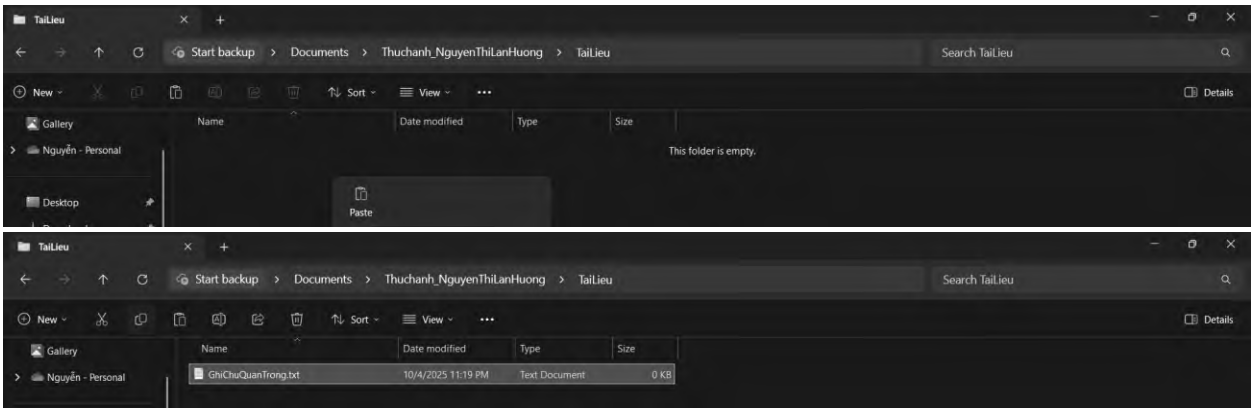 TaiLieu
Start backup > Documents > Thuchanh_NguyenThiLanHuong > TaiLieu
Search TaiLieu
New
Sort
View
Details
Gallery
Name
Date modified
Type
Size
Nguyễn - Personal
This folder is empty.
Desktop
Paste
TaiLieu
Start backup > Documents > Thuchanh_NguyenThiLanHuong > TaiLieu
Search TaiLieu
New
Sort
View
Details
Gallery
Name
Date modified
Type
Size
Nguyễn - Personal
GhiChuQuanTrong.txt
10/4/2025 11:19 PM
Text Document
0 KB